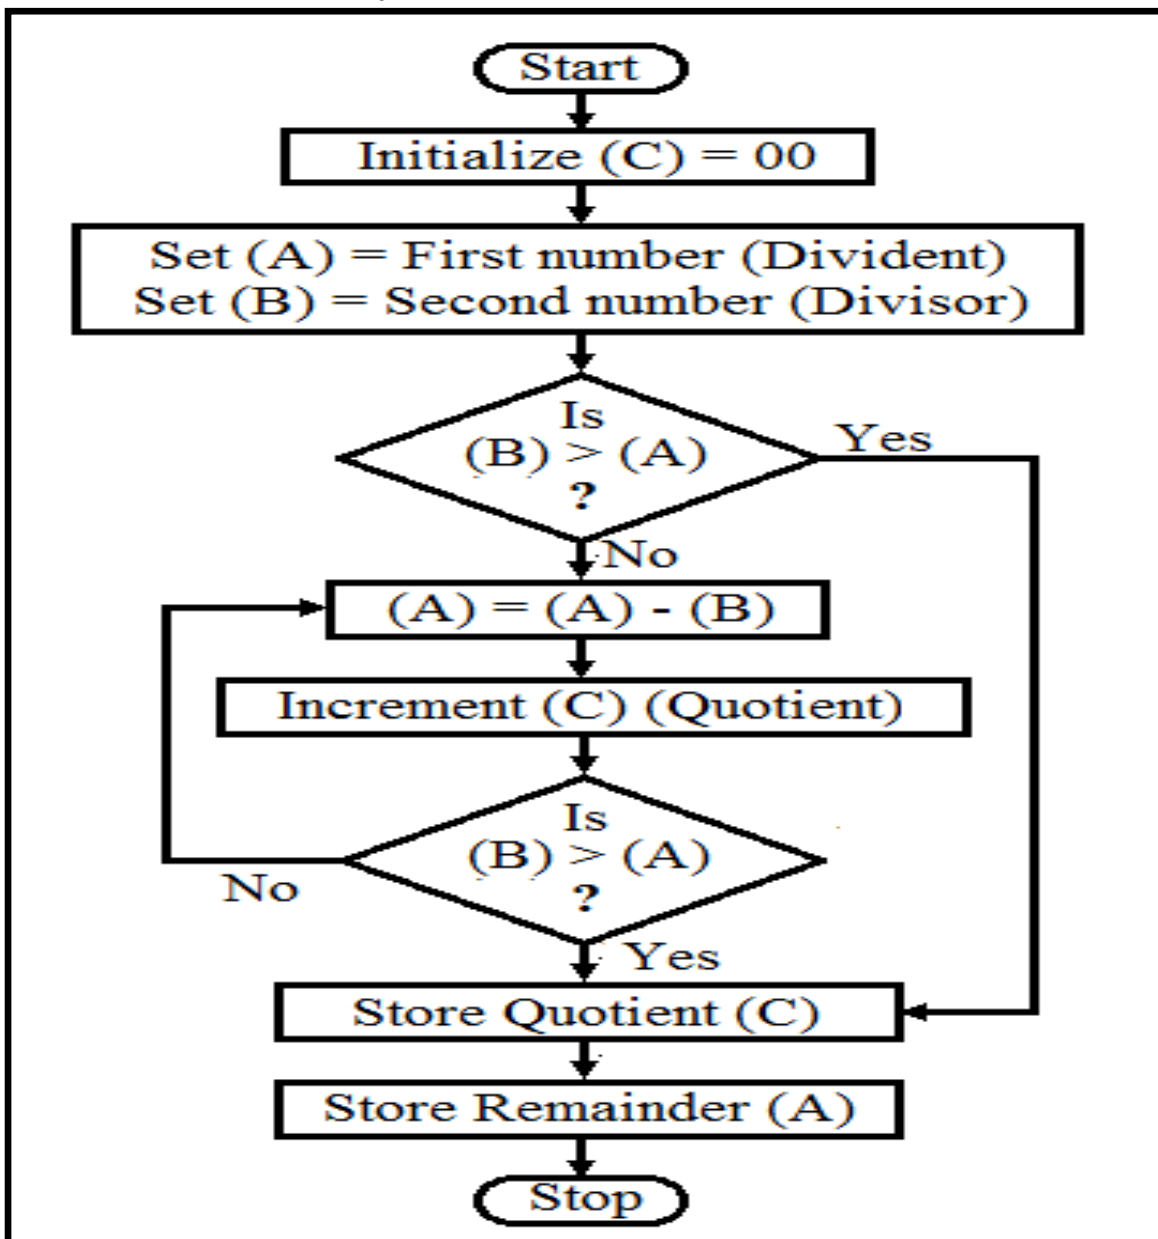 Start
Initialize (C) = 00
Set (A) = First number (Divident)
Set (B) = Second number (Divisor)
Is
(B) > (A)
?
Yes
No
(A) = (A) - (B)
Increment (C) (Quotient)
Is
(B) > (A)
?
No
Yes
Store Quotient (C)
Store Remainder (A)
Stop